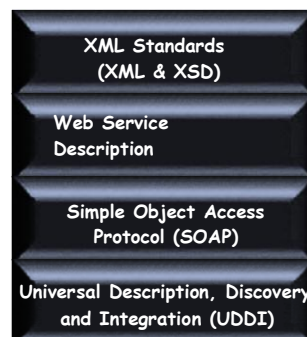 XML Standards
(XML & XSD)
Web Service
Description
Simple Object Access
Protocol (SOAP)
Universal Description, Discovery
and Integration (UDDI)